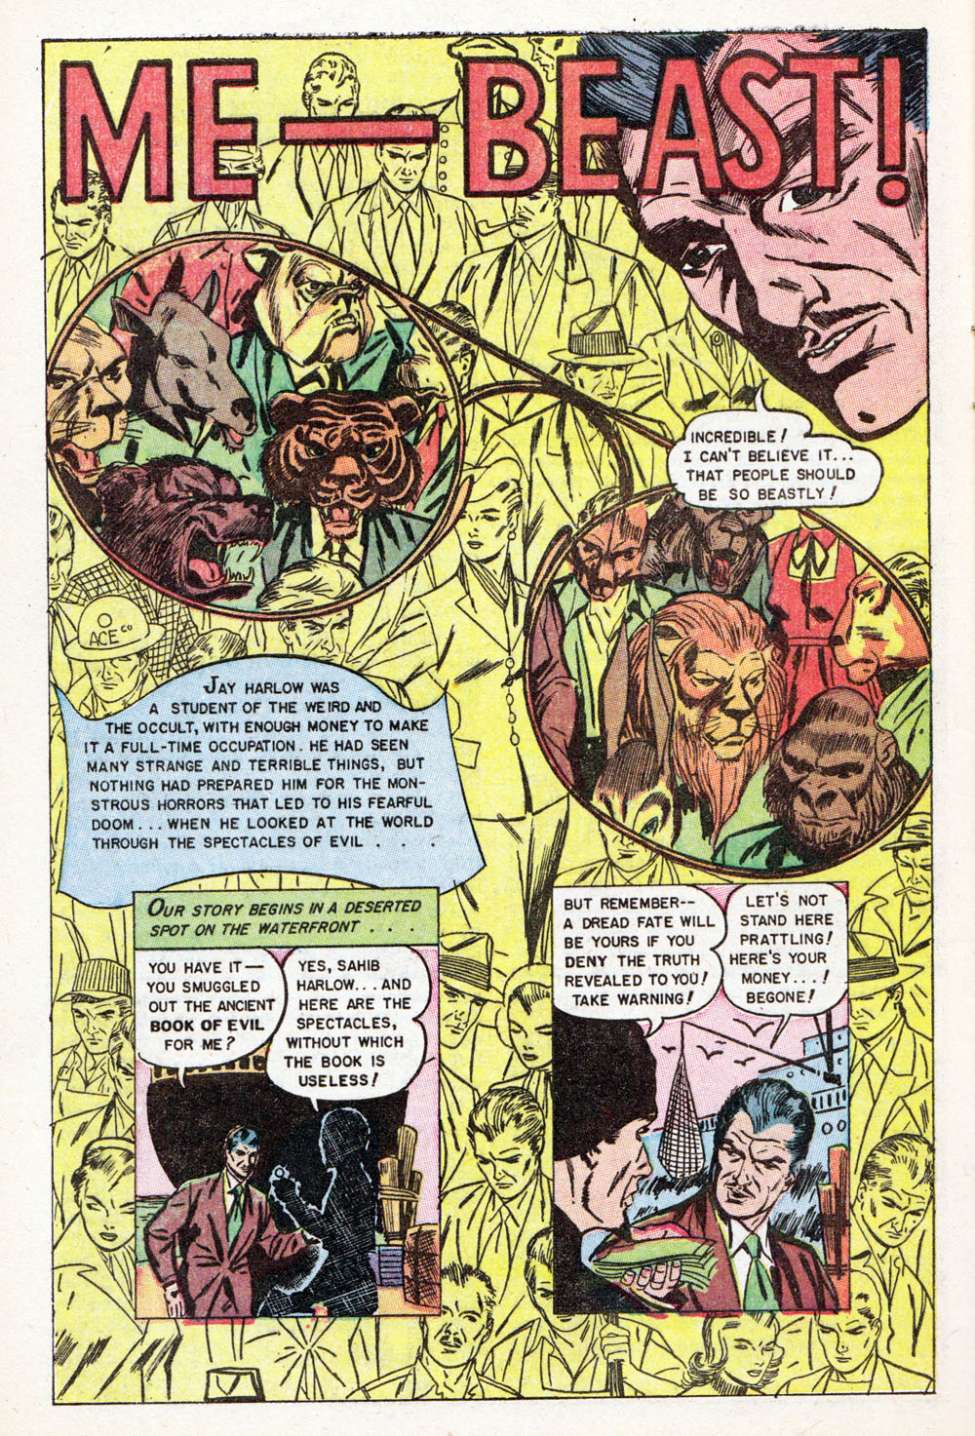 ME—BEAST!
INCREDIBLE!
I CAN'T BELIEVE IT...
THAT PEOPLE SHOULD
BE SO BEASTLY!
ACE CO
JAY HARLOW WAS
A STUDENT OF THE WEIRD AND
THE OCCULT, WITH ENOUGH MONEY TO MAKE
IT A FULL-TIME OCCUPATION. HE HAD SEEN
MANY STRANGE AND TERRIBLE THINGS, BUT
NOTHING HAD PREPARED HIM FOR THE MON-
STROUS HORRORS THAT LED TO HIS FEARFUL
DOOM... WHEN HE LOOKED AT THE WORLD
THROUGH THE SPECTACLES OF EVIL . . .
OUR STORY BEGINS IN A DESERTED
SPOT ON THE WATERFRONT . . .
YOU HAVE IT—
YOU SMUGGLED
OUT THE ANCIENT
BOOK OF EVIL
FOR ME?
YES, SAHIB
HARLOW...AND
HERE ARE THE
SPECTACLES,
WITHOUT WHICH
THE BOOK IS
USELESS!
BUT REMEMBER--
A DREAD FATE WILL
BE YOURS IF YOU
DENY THE TRUTH
REVEALED TO YOU!
TAKE WARNING!
LET'S NOT
STAND HERE
PRATTLING!
HERE'S YOUR
MONEY...!
BEGONE!